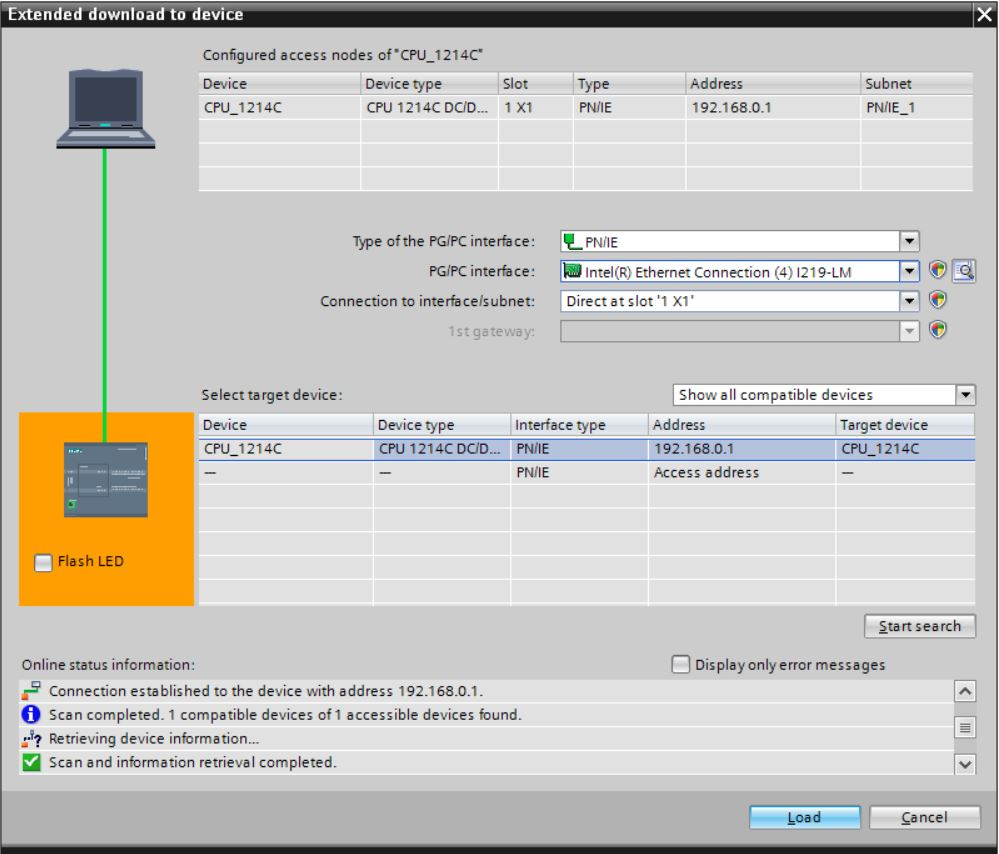 Extended download to device
Configured access nodes of "CPU_1214C"
Device Device type Slot Type Address Subnet
CPU_1214C CPU 1214C DC/D... 1 X1 PN/IE 192.168.0.1 PN/IE_1
Type of the PG/PC interface: PN/IE
PG/PC interface: Intel(R) Ethernet Connection (4) I219-LM
Connection to interface/subnet: Direct at slot '1 X1'
1st gateway:
Select target device: Show all compatible devices
Device Device type Interface type Address Target device
CPU_1214C CPU 1214C DC/D... PN/IE 192.168.0.1 CPU_1214C
— — PN/IE Access address —
Flash LED
Start search
Online status information: Display only error messages
Connection established to the device with address 192.168.0.1.
Scan completed. 1 compatible devices of 1 accessible devices found.
Retrieving device information...
Scan and information retrieval completed.
Load Cancel